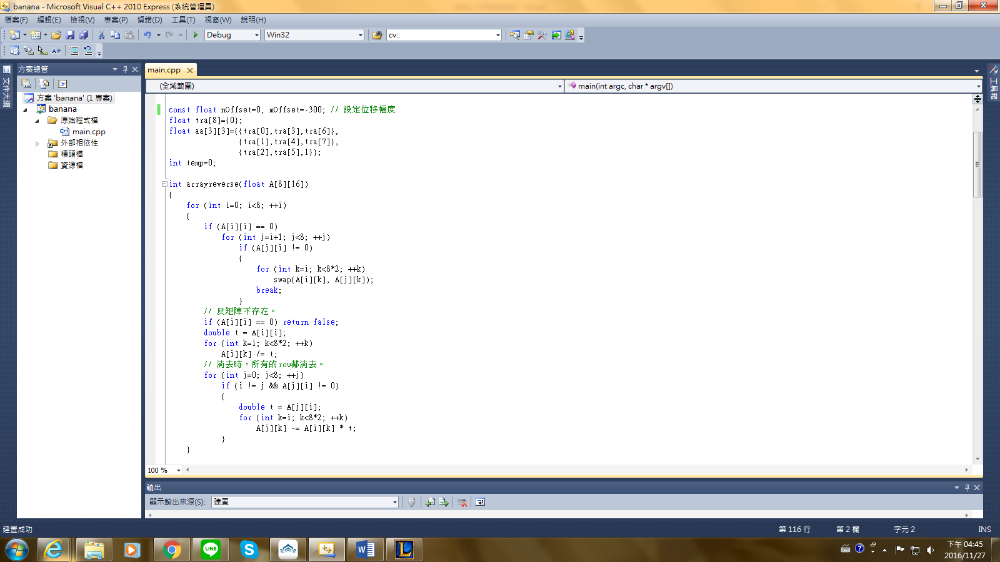 banana - Microsoft Visual C++ 2010 Express (系統管理員)
檔案(F) 編輯(E) 檢視(V) 專案(P) 偵錯(D) 工具(T) 視窗(W) 說明(H)
Debug Win32 cv::
方案總管
main.cpp
文件大綱
工具箱
(全域範圍) main(int argc, char * argv[])
方案 'banana' (1 專案)
banana
原始程式檔
main.cpp
外部相依性
標頭檔
資源檔
const float nOffset=0, mOffset=-300; // 設定位移幅度
float tra[8]={0};
float aa[3][3]={{tra[0],tra[3],tra[6]},
{tra[1],tra[4],tra[7]},
{tra[2],tra[5],1}};
int temp=0;
int arrayreverse(float A[8][16])
{
for (int i=0; i<8; ++i)
{
if (A[i][i] == 0)
for (int j=i+1; j<8; ++j)
if (A[j][i] != 0)
{
for (int k=i; k<8*2; ++k)
swap(A[i][k], A[j][k]);
break;
}
// 反矩陣不存在。
if (A[i][i] == 0) return false;
double t = A[i][i];
for (int k=i; k<8*2; ++k)
A[i][k] /= t;
// 消去時，所有的row都消去。
for (int j=0; j<8; ++j)
if (i != j && A[j][i] != 0)
{
double t = A[j][i];
for (int k=i; k<8*2; ++k)
A[j][k] -= A[i][k] * t;
}
}
100 %
輸出
顯示輸出來源(S): 建置
建置成功 第 116 行 第 2 欄 字元 2 INS
LINE
下午 04:45
2016/11/27